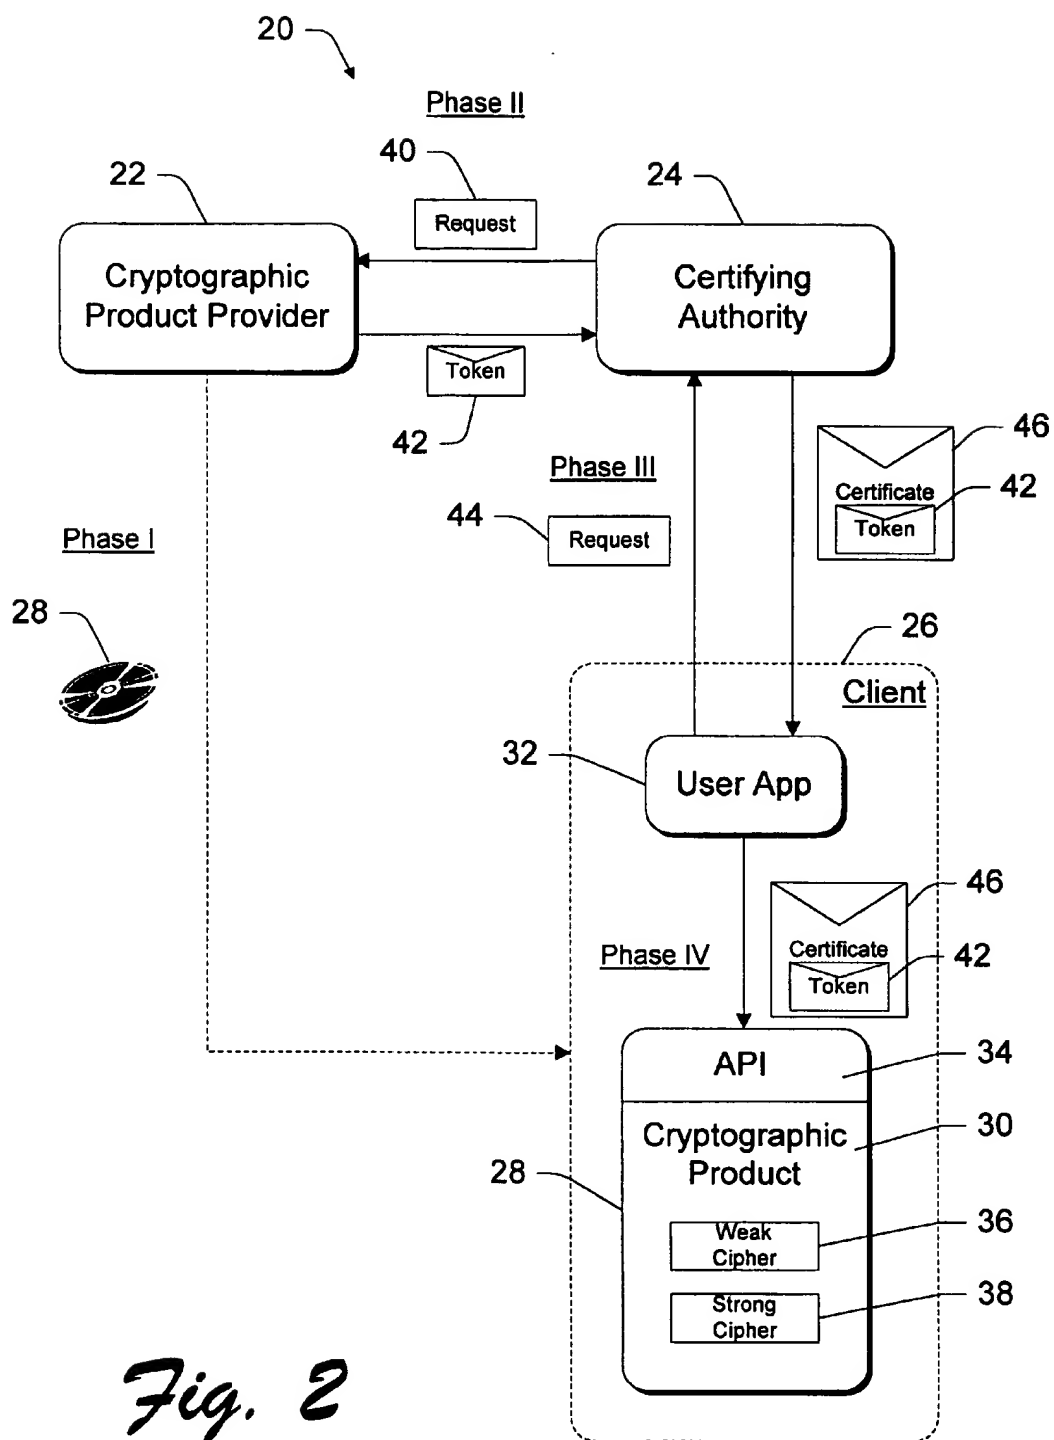 20
Phase II
40
22
24
Request
Cryptographic
Product Provider
Certifying
Authority
Token
42
46
Phase III
Certificate
42
44
Token
Request
Phase I
28
26
Client
32
User App
46
Certificate
Phase IV
42
Token
API
34
Cryptographic
Product
30
28
Weak
Cipher
36
Strong
Cipher
38
Fig. 2